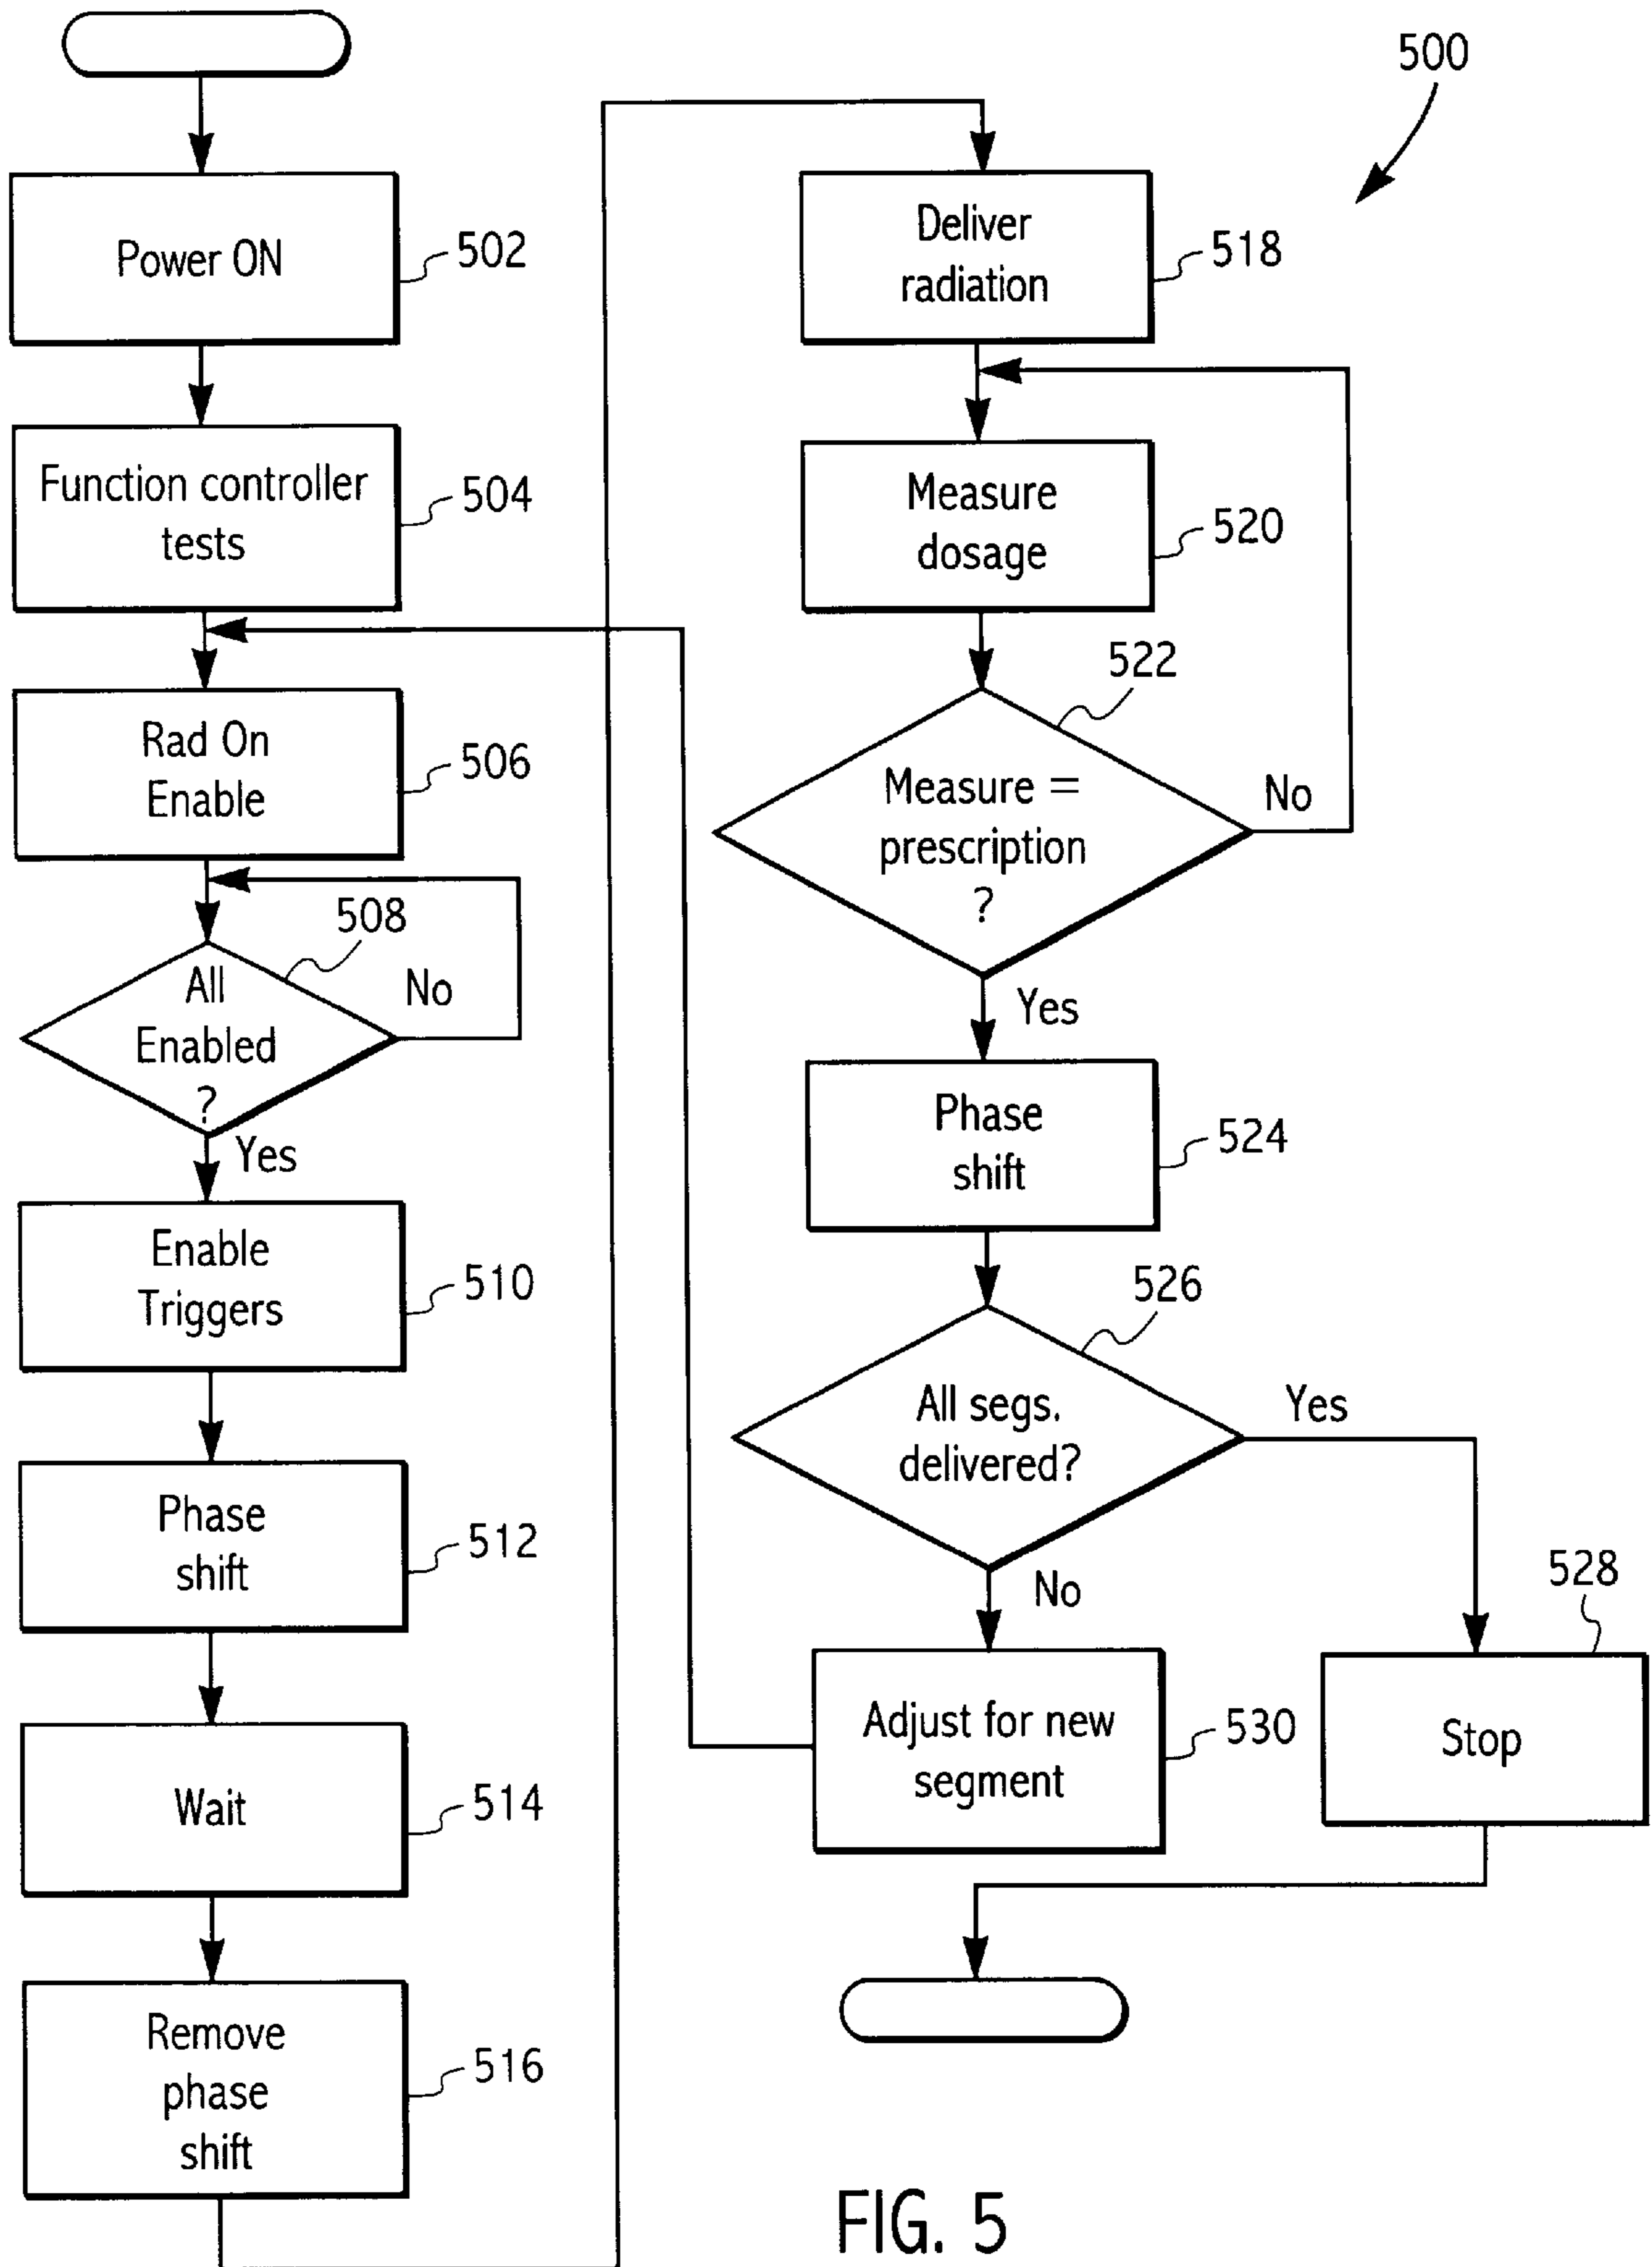 500
Power ON
502
Function controller
tests
504
Rad On
Enable
506
All
Enabled
?
508
No
Yes
Enable
Triggers
510
Phase
shift
512
Wait
514
Remove
phase
shift
516
Deliver
radiation
518
Measure
dosage
520
Measure =
prescription
?
522
No
Yes
Phase
shift
524
All segs.
delivered?
526
Yes
No
Adjust for new
segment
530
Stop
528
FIG. 5